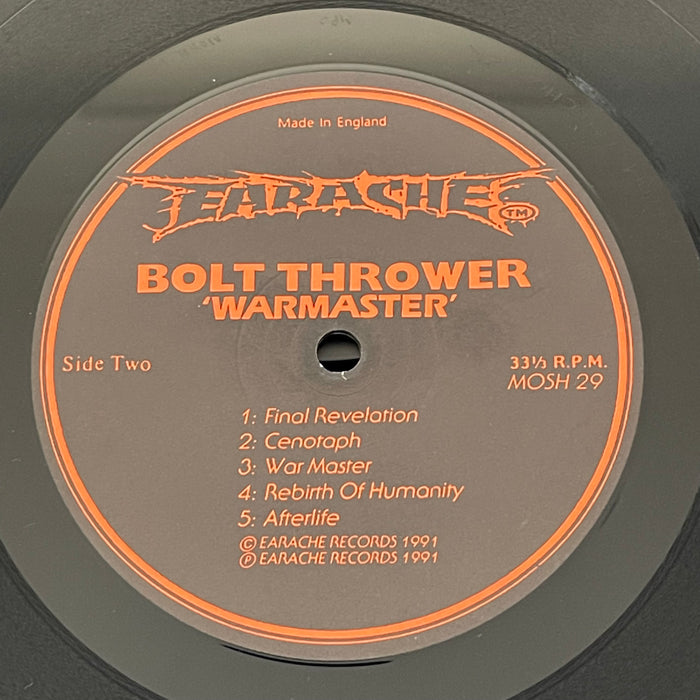 Made In England
EARACHE TM
BOLT THROWER
'WARMASTER'
Side Two
33⅓ R.P.M.
MOSH 29
1: Final Revelation
2: Cenotaph
3: War Master
4: Rebirth Of Humanity
5: Afterlife
© EARACHE RECORDS 1991
℗ EARACHE RECORDS 1991